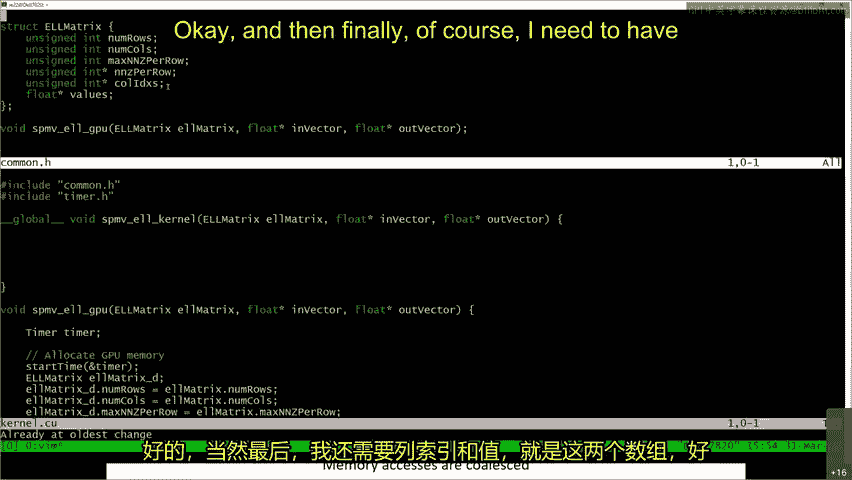 Okay, and then finally, of course, I need to have
struct ELLMatrix {
unsigned int numRows;
unsigned int numCols;
unsigned int maxNNZPerRow;
unsigned int* nnzPerRow;
unsigned int* colIdxs;
float* values;
};
void spmv_ell_gpu(ELLMatrix ellMatrix, float* inVector, float* outVector);
common.h 1,0-1 All
#include "common.h"
#include "timer.h"
__global__ void spmv_ell_kernel(ELLMatrix ellMatrix, float* inVector, float* outVector) {
}
void spmv_ell_gpu(ELLMatrix ellMatrix, float* inVector, float* outVector) {
Timer timer;
// Allocate GPU memory
startTime(&timer);
ELLMatrix ellMatrix_d;
ellMatrix_d.numRows = ellMatrix.numRows;
ellMatrix_d.numCols = ellMatrix.numCols;
ellMatrix_d.maxNNZPerRow = ellMatrix.maxNNZPerRow;
kernel.cu 1,0-1
Already at oldest change
[0] 0:vim*
好的，当然最后，我还需要列索引和值，就是这两个数组，好
Memory accesses are coalesced
+16